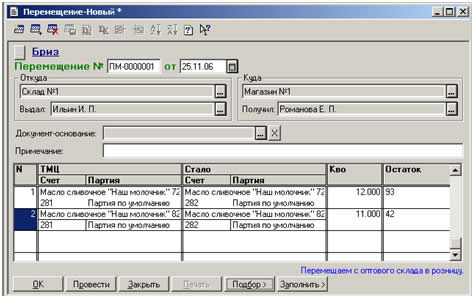 Перемещение-Новый *
Бриз
Перемещение № ПМ-0000001 от 25.11.06
Откуда Куда
Склад №1 ... Магазин №1 ...
Выдал: Ильин И. П. ... Получил: Романова Е. П. ...
Документ-основание: ... X
Примечание:
N ТМЦ Стало Кво Остаток
Счет Партия Счет Партия
1 Масло сливочное "Наш молочник" 72 Масло сливочное "Наш молочник" 72 12.000 93
281 Партия по умолчанию 282 Партия по умолчанию
2 Масло сливочное "Наш молочник" 82 Масло сливочное "Наш молочник" 82 11.000 42
281 Партия по умолчанию 282 Партия по умолчанию
Перемещаем с оптового склада в розницу.
OK Провести Закрыть Печать Подбор > Заполнить >